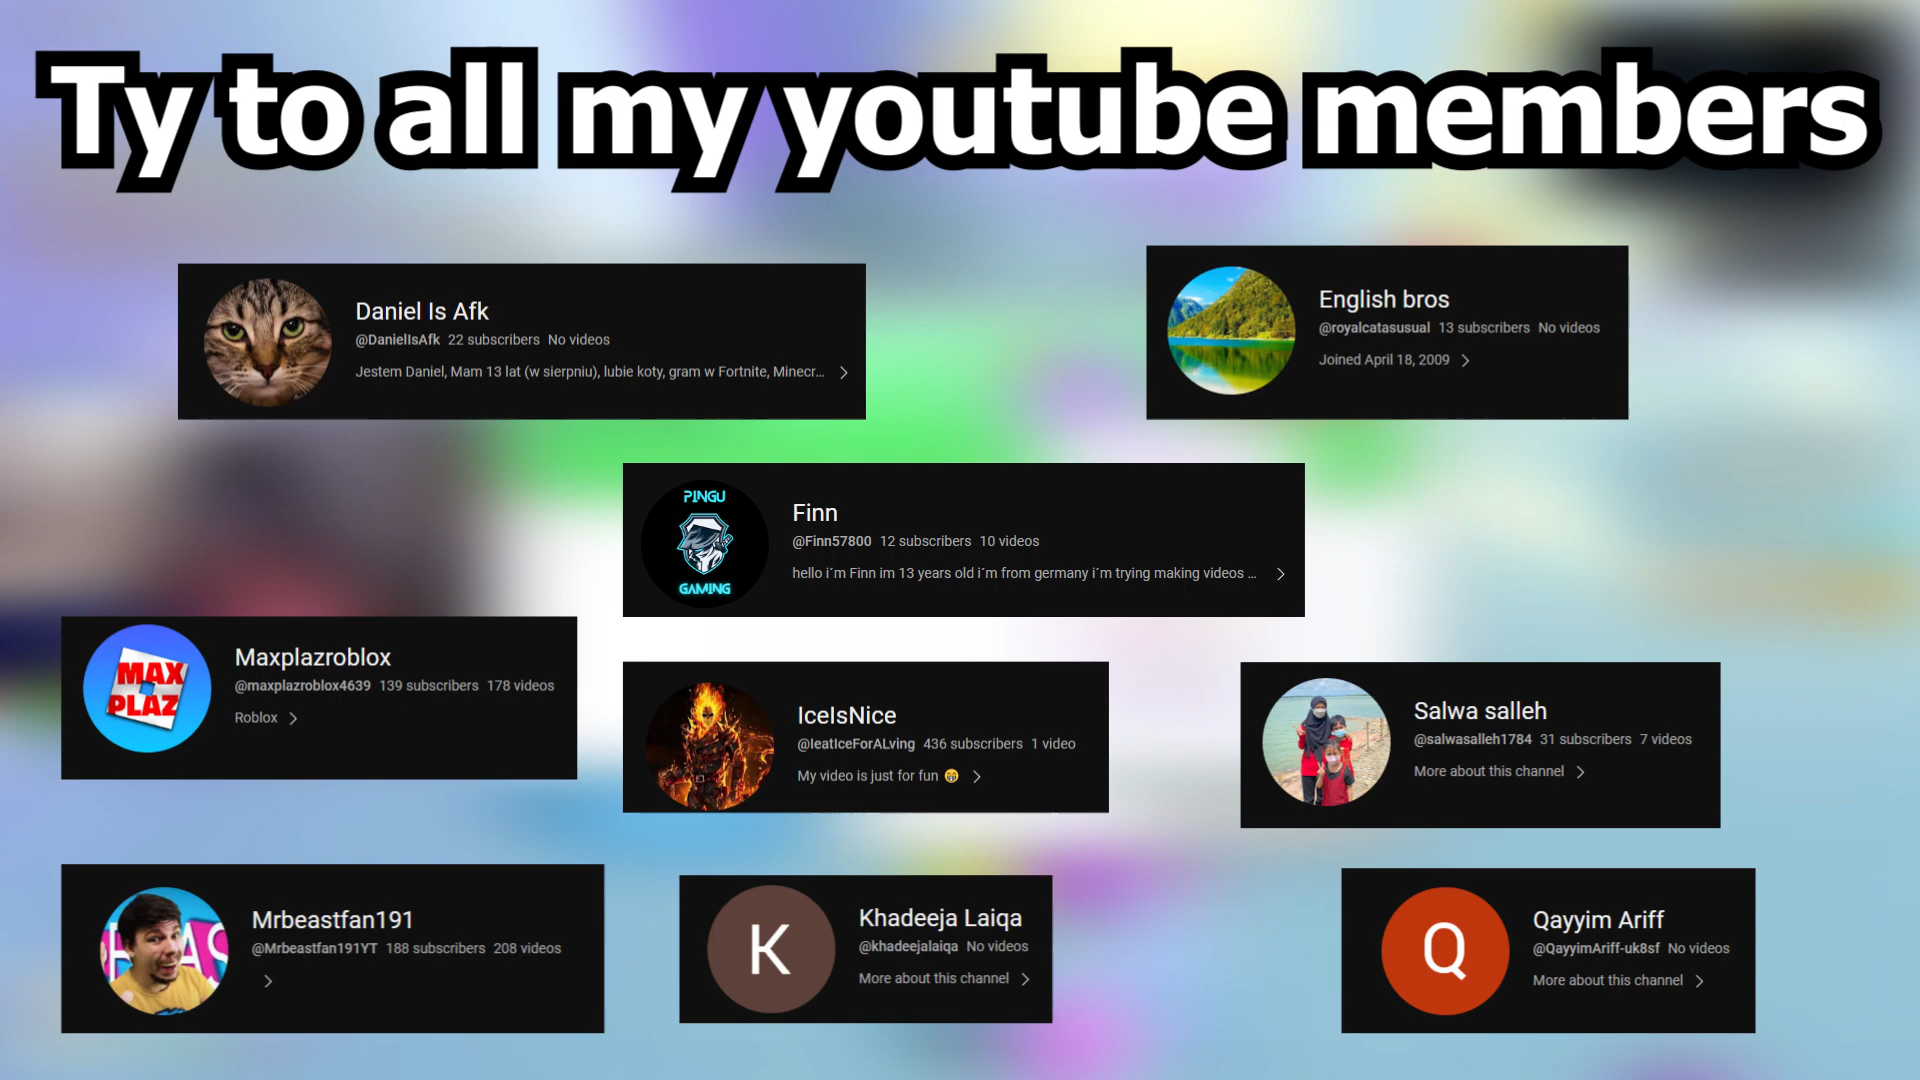 Ty to all my youtube members
Daniel Is Afk
@DanielIsAfk 22 subscribers No videos
Jestem Daniel, Mam 13 lat (w sierpniu), lubie koty, gram w Fortnite, Minecr...
English bros
@royalcatasusual 13 subscribers No videos
Joined April 18, 2009
PINGU
GAMING
Finn
@Finn57800 12 subscribers 10 videos
hello i´m Finn im 13 years old i´m from germany i´m trying making videos ...
MAX
PLAZ
Maxplazroblox
@maxplazroblox4639 139 subscribers 178 videos
Roblox
IceIsNice
@IeatIceForALving 436 subscribers 1 video
My video is just for fun 😁
Salwa salleh
@salwasalleh1784 31 subscribers 7 videos
More about this channel
Mrbeastfan191
@Mrbeastfan191YT 188 subscribers 208 videos
K
Khadeeja Laiqa
@khadeejalaiqa No videos
More about this channel
Q
Qayyim Ariff
@QayyimAriff-uk8sf No videos
More about this channel